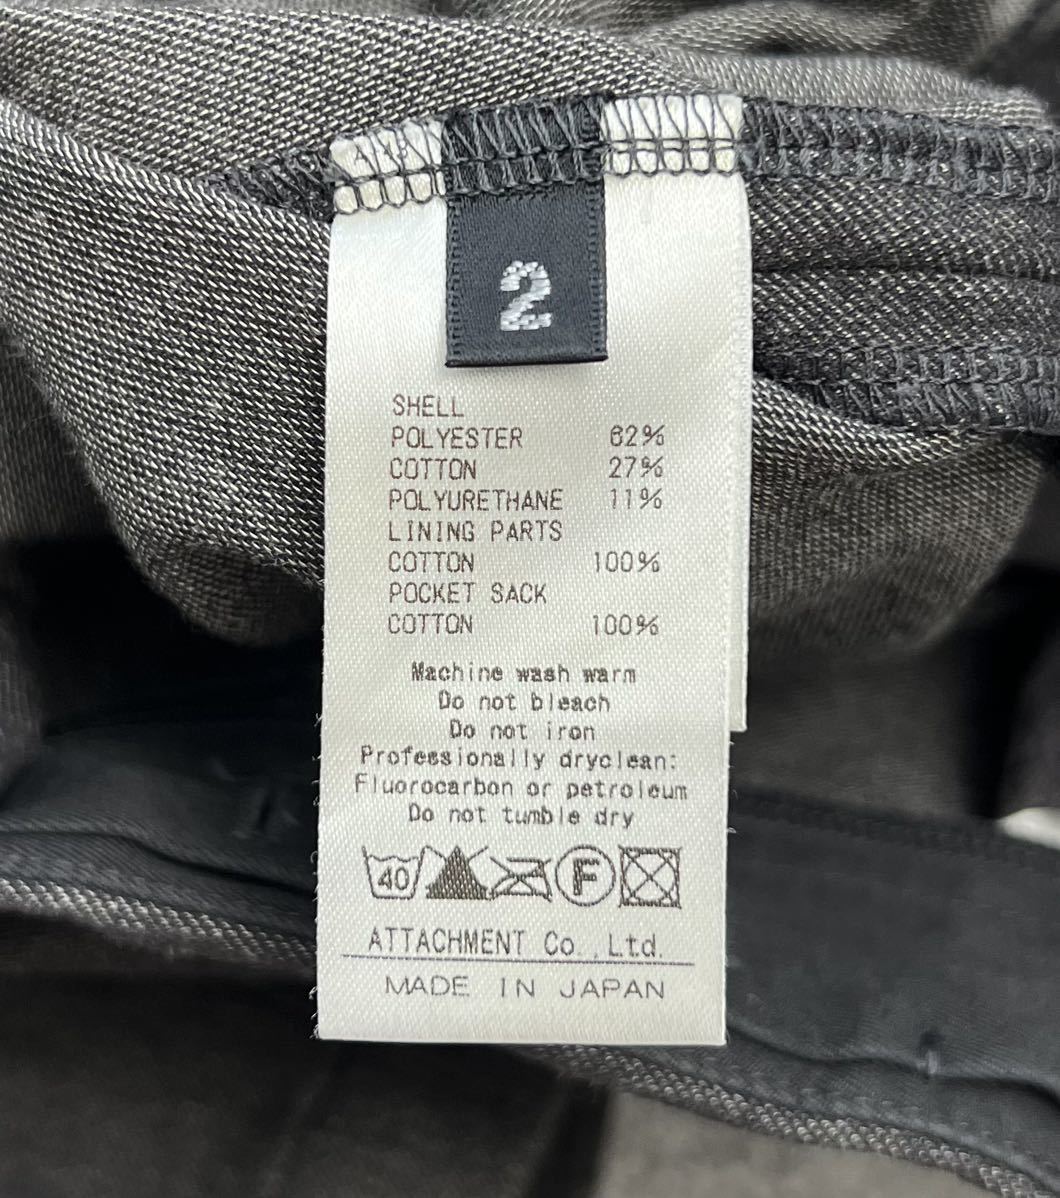 2
SHELL
POLYESTER 62%
COTTON 27%
POLYURETHANE 11%
LINING PARTS
COTTON 100%
POCKET SACK
COTTON 100%
Machine wash warm
Do not bleach
Do not iron
Professionally dryclean:
Fluorocarbon or petroleum
Do not tumble dry
40 F
ATTACHMENT Co.,Ltd.
MADE IN JAPAN